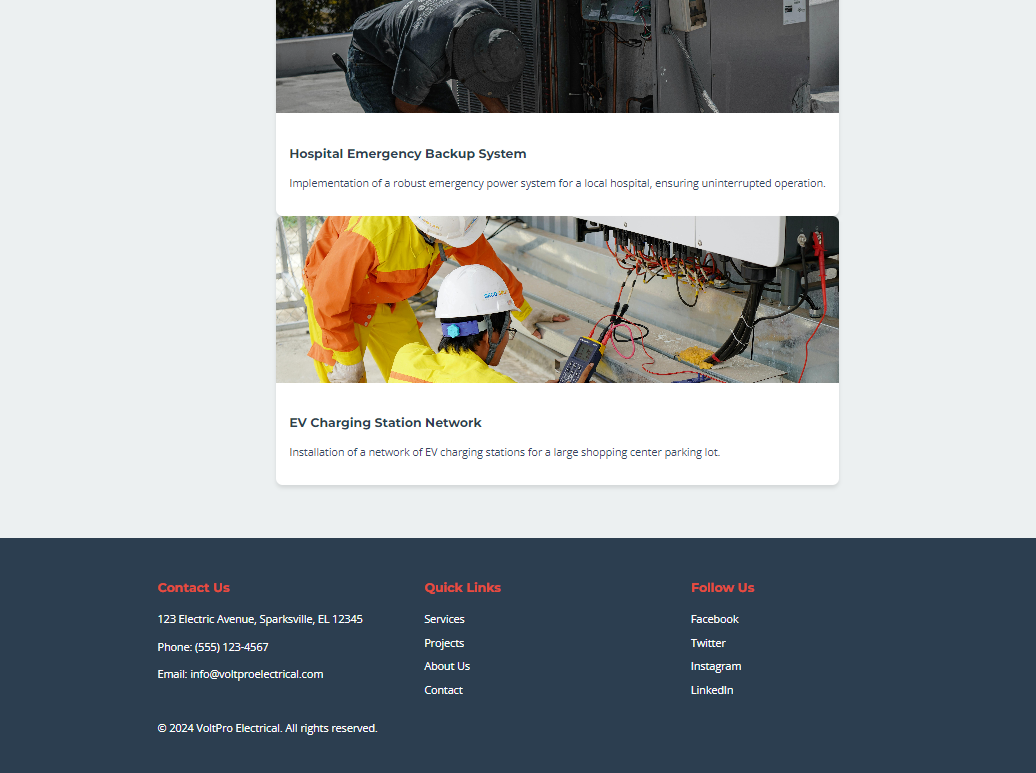 Hospital Emergency Backup System
Implementation of a robust emergency power system for a local hospital, ensuring uninterrupted operation.
EV Charging Station Network
Installation of a network of EV charging stations for a large shopping center parking lot.
Contact Us
123 Electric Avenue, Sparksville, EL 12345
Phone: (555) 123-4567
Email: info@voltproelectrical.com
Quick Links
Services
Projects
About Us
Contact
Follow Us
Facebook
Twitter
Instagram
LinkedIn
© 2024 VoltPro Electrical. All rights reserved.